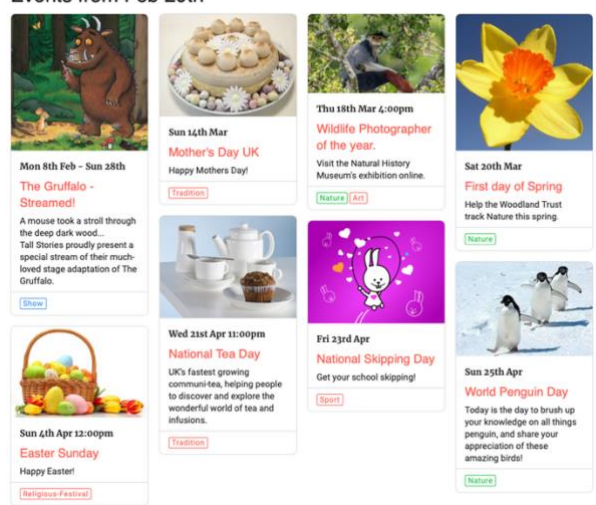 Events from Feb 20th
Mon 8th Feb - Sun 28th
The Gruffalo -
Streamed!
A mouse took a stroll through
the deep dark wood...
Tall Stories proudly present a
special stream of their much-
loved stage adaptation of The
Gruffalo.
Show
Sun 14th Mar
Mother's Day UK
Happy Mothers Day!
Tradition
Thu 18th Mar 4:00pm
Wildlife Photographer
of the year.
Visit the Natural History
Museum's exhibition online.
Nature Art
Sat 20th Mar
First day of Spring
Help the Woodland Trust
track Nature this spring.
Nature
Sun 4th Apr 12:00pm
Easter Sunday
Happy Easter!
Religious-Festival
Wed 21st Apr 11:00pm
National Tea Day
UK's fastest growing
communi-tea, helping people
to discover and explore the
wonderful world of tea and
infusions.
Tradition
Fri 23rd Apr
National Skipping Day
Get your school skipping!
Sport
Sun 25th Apr
World Penguin Day
Today is the day to brush up
your knowledge on all things
penguin, and share your
appreciation of these
amazing birds!
Nature